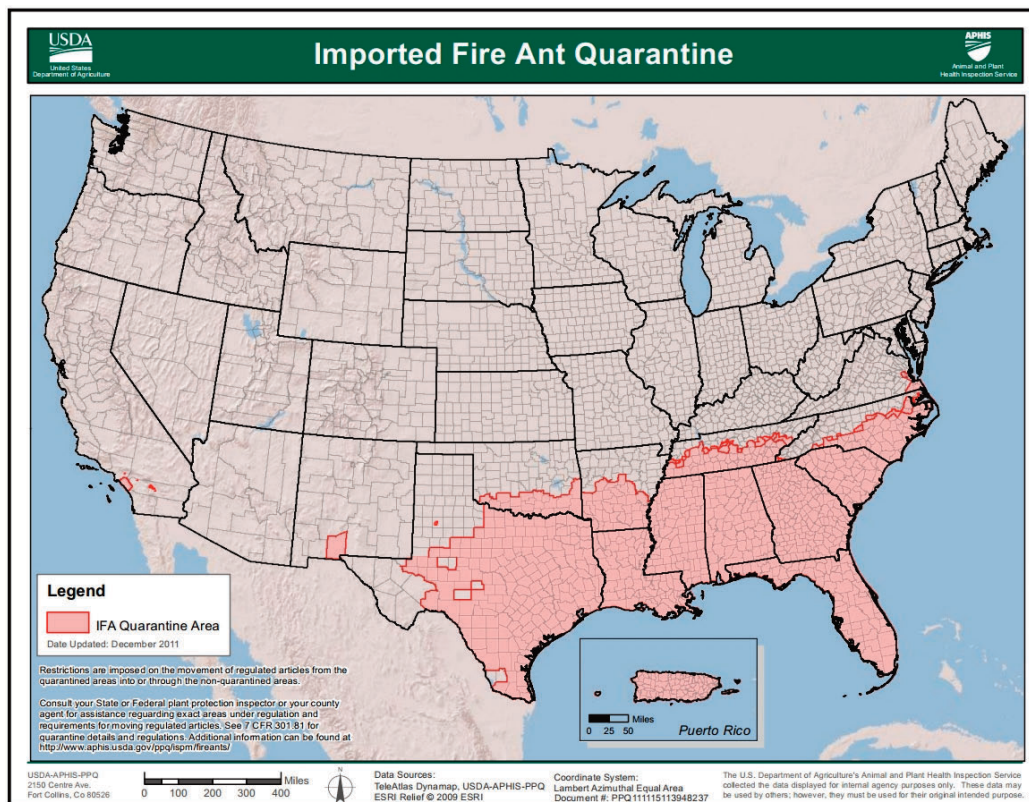 USDA
United States
Department of Agriculture
Imported Fire Ant Quarantine
APHIS
Animal and Plant
Health Inspection Service
Legend
IFA Quarantine Area
Date Updated: December 2011
Restrictions are imposed on the movement of regulated articles from the
quarantined areas into or through the non-quarantined areas.
Consult your State or Federal plant protection inspector or your county
agent for assistance reguarding exact areas under regulation and
requirements for moving regulated articles. See 7 CFR 301.81 for
quarantine details and regulations. Additional information can be found at
http://www.aphis.usda.gov/ppq/ispm/fireants/
Miles
0 25 50
Puerto Rico
USDA-APHIS-PPQ
2150 Centre Ave.
Fort Collins, Co 80526
Miles
0 100 200 300 400
N
Data Sources:
TeleAtlas Dynamap, USDA-APHIS-PPQ
ESRI Relief © 2009 ESRI
Coordinate System:
Lambert Azimuthal Equal Area
Document #: PPQ111115113948237
The U.S. Department of Agriculture's Animal and Plant Health Inspection Service
collected the data displayed for internal agency purposes only. These data may
be used by others; however, they must be used for their original intended purpose.